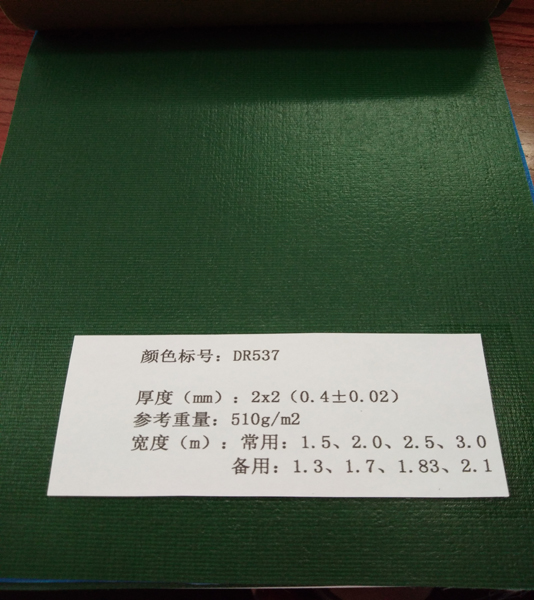 颜色标号：DR537
厚度（mm）：2x2（0.4±0.02）
参考重量：510g/m2
宽度（m）：常用：1.5、2.0、2.5、3.0
备用：1.3、1.7、1.83、2.1